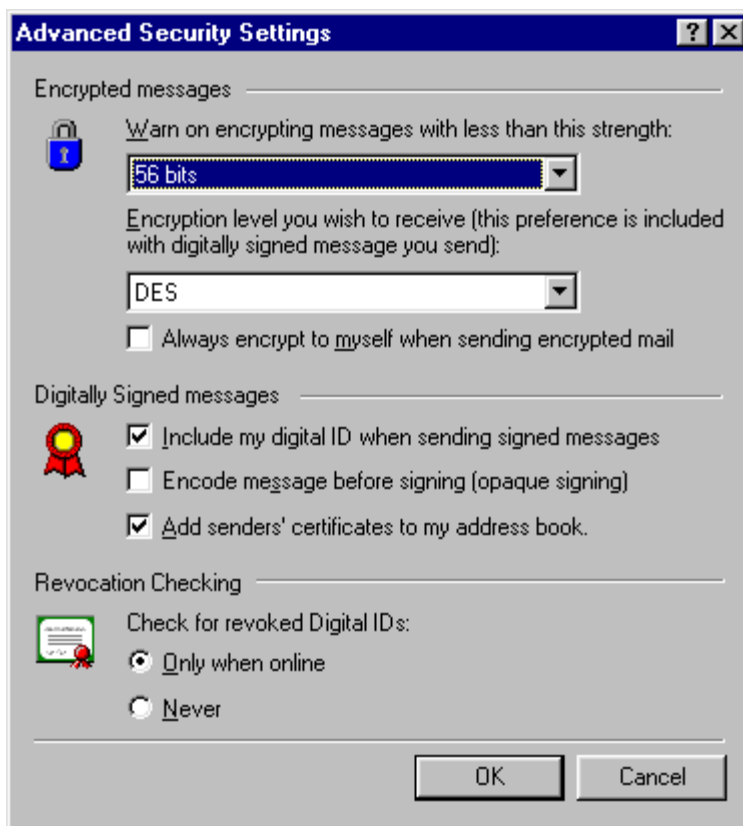 Advanced Security Settings
Encrypted messages
Warn on encrypting messages with less than this strength:
56 bits
Encryption level you wish to receive (this preference is included
with digitally signed message you send):
DES
Always encrypt to myself when sending encrypted mail
Digitally Signed messages
Include my digital ID when sending signed messages
Encode message before signing (opaque signing)
Add senders' certificates to my address book.
Revocation Checking
Check for revoked Digital IDs:
Only when online
Never
OK Cancel